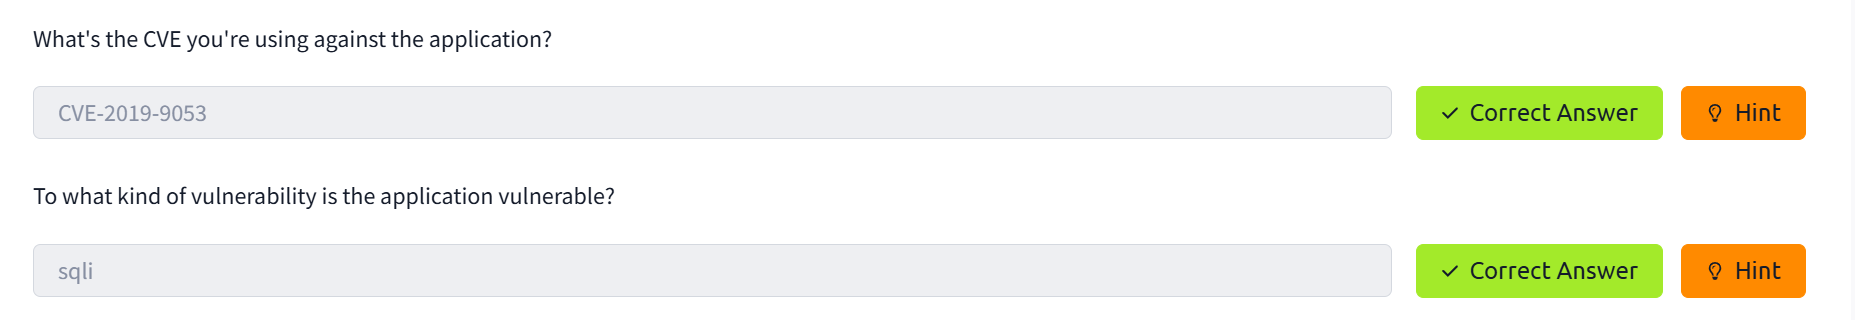 What's the CVE you're using against the application?
CVE-2019-9053
Correct Answer
Hint
To what kind of vulnerability is the application vulnerable?
sqli
Correct Answer
Hint